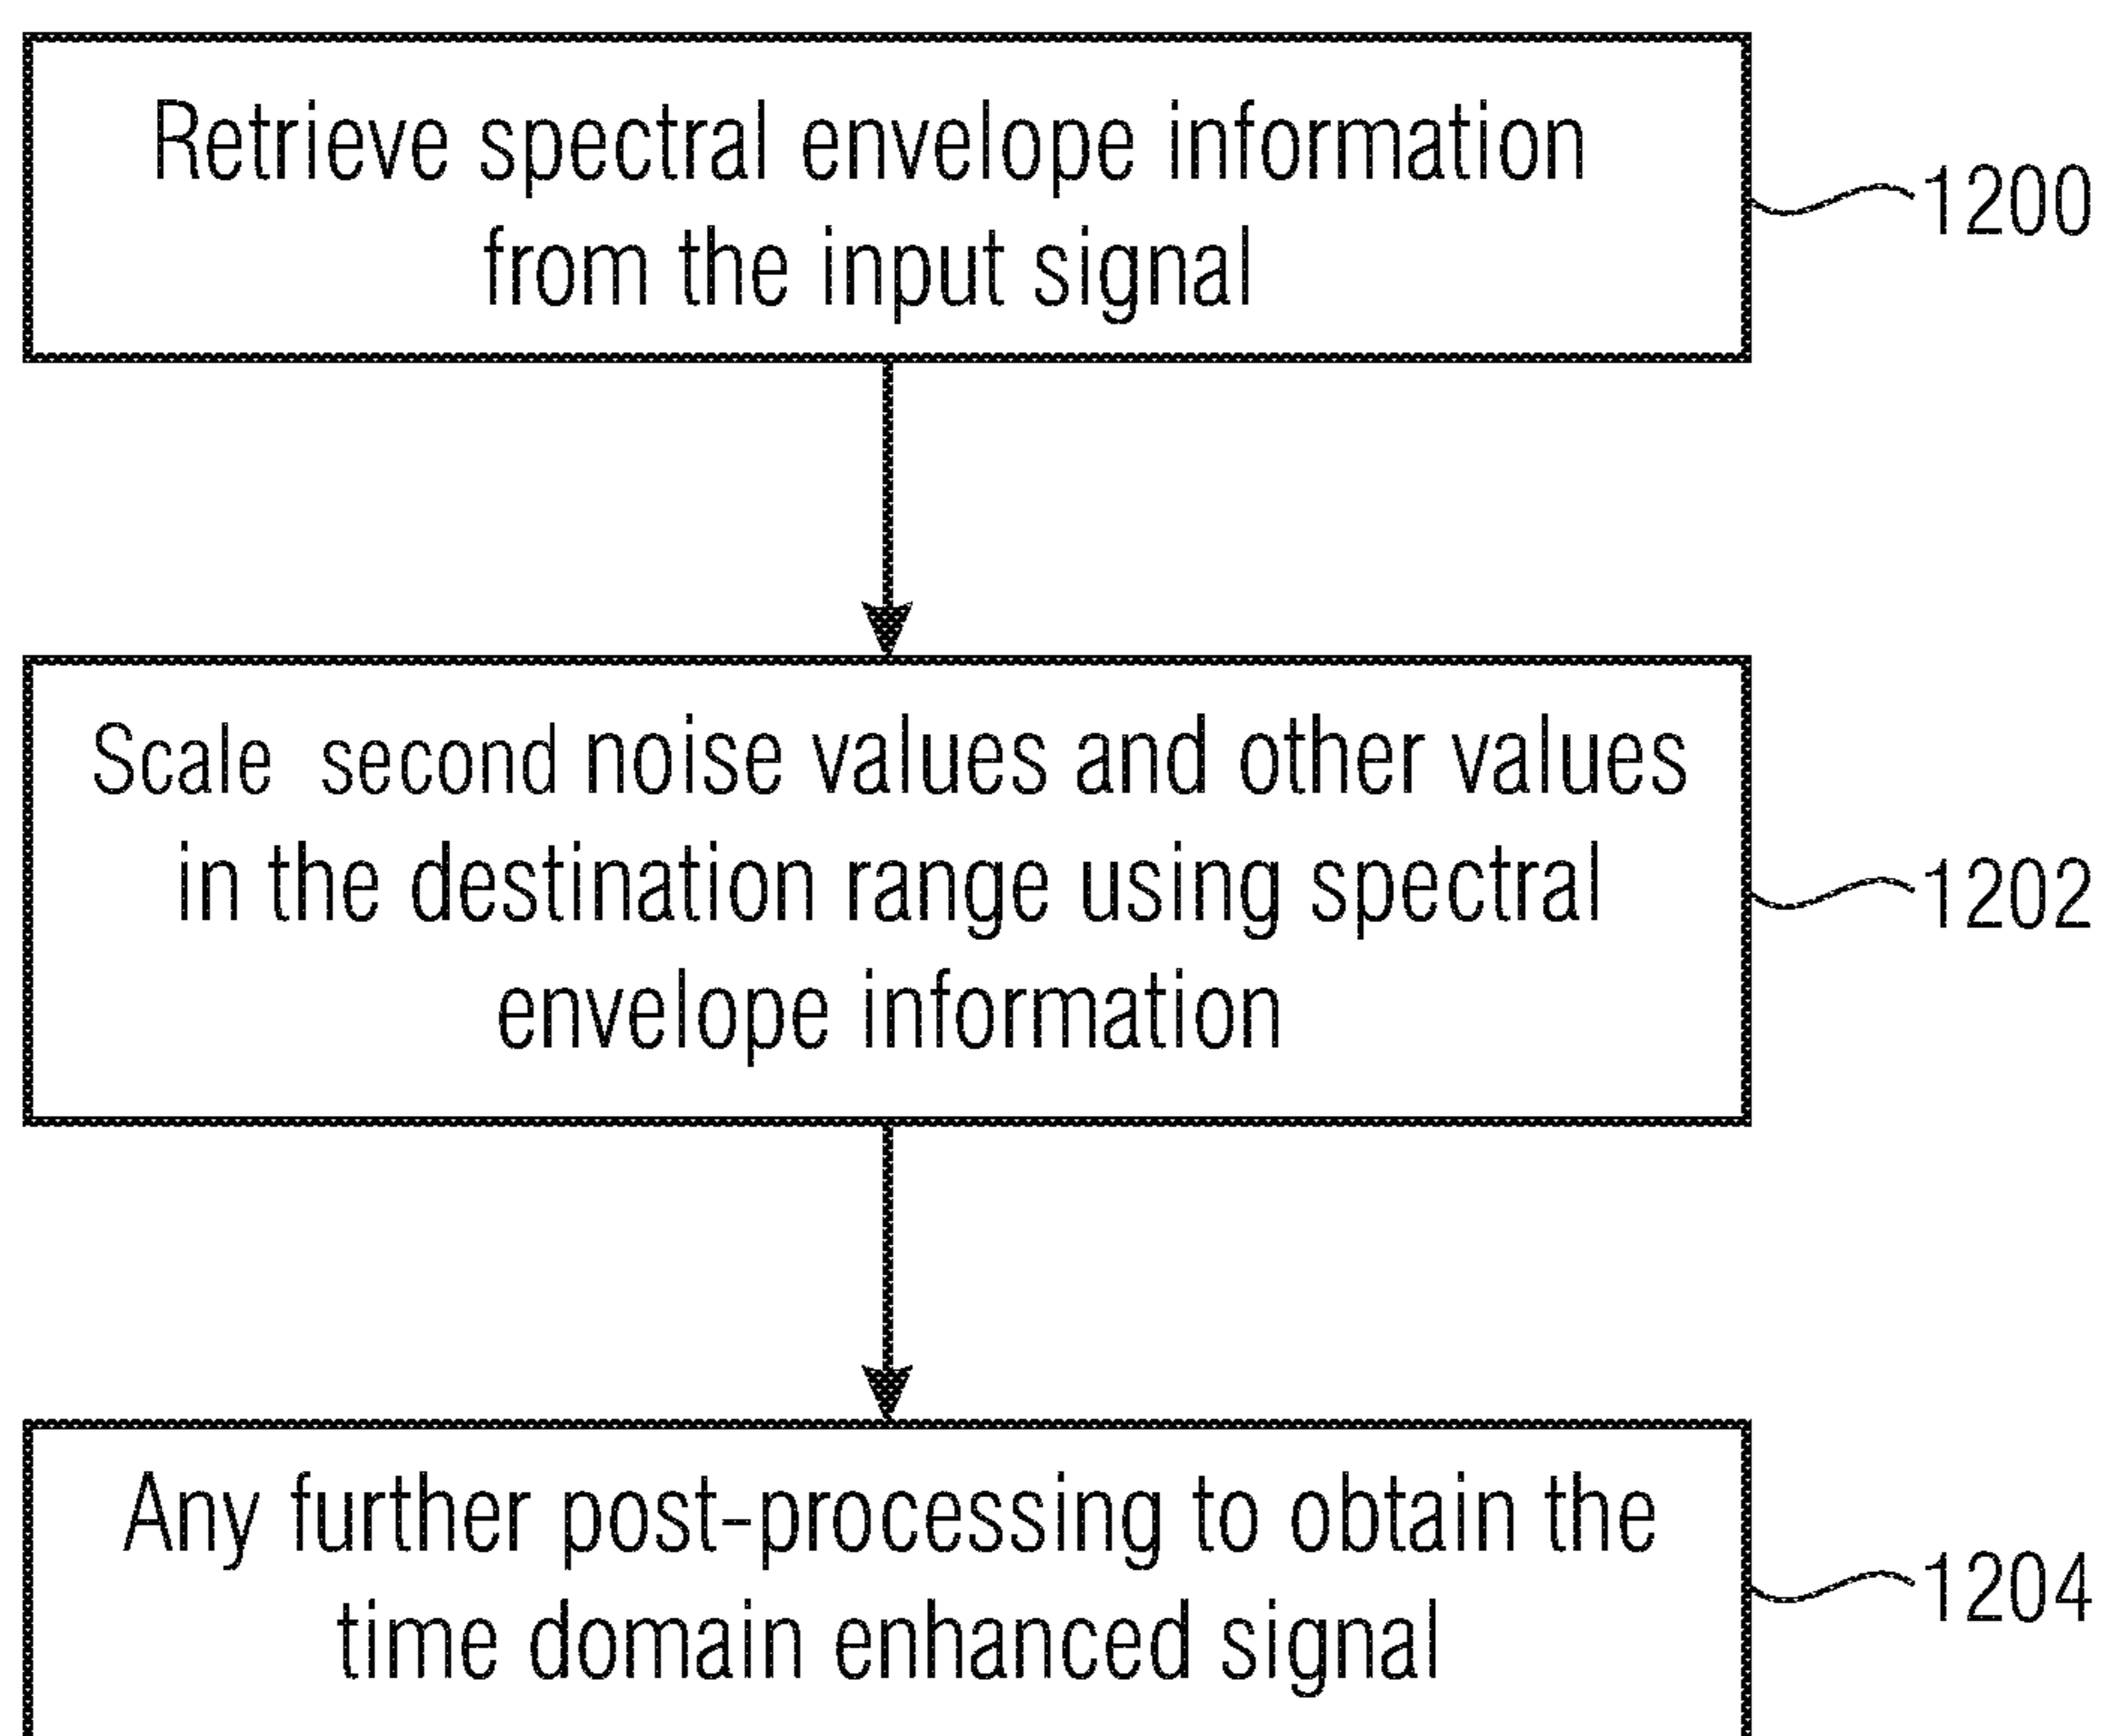 Retrieve spectral envelope information
from the input signal
1200
Scale second noise values and other values
in the destination range using spectral
envelope information
1202
Any further post-processing to obtain the
time domain enhanced signal
1204